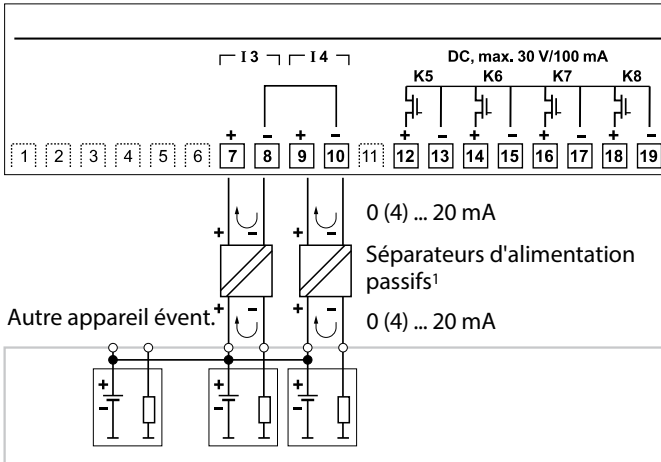 I 3 I 4 DC, max. 30 V/100 mA
K5 K6 K7 K8
+ – + – + – + – + – + –
1 2 3 4 5 6 7 8 9 10 11 12 13 14 15 16 17 18 19
0 (4) ... 20 mA
+ – + –
Séparateurs d'alimentation
passifs¹
+ – + –
Autre appareil évent.
0 (4) ... 20 mA
+ + +
– – –